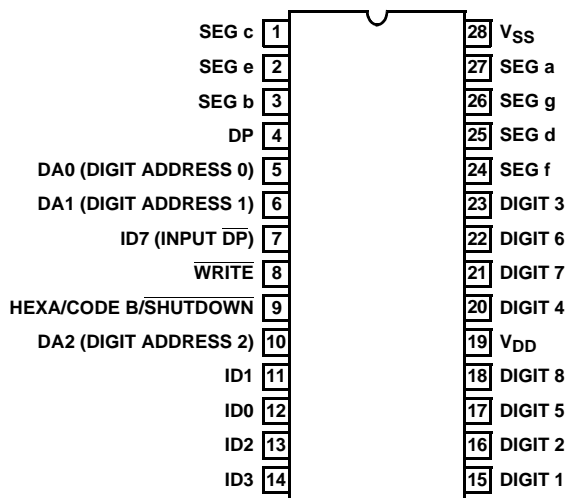 SEG c 1 28 VSS
SEG e 2 27 SEG a
SEG b 3 26 SEG g
DP 4 25 SEG d
DA0 (DIGIT ADDRESS 0) 5 24 SEG f
DA1 (DIGIT ADDRESS 1) 6 23 DIGIT 3
ID7 (INPUT D̅P̅) 7 22 DIGIT 6
W̅R̅I̅T̅E̅ 8 21 DIGIT 7
HEXA/CODE B/S̅H̅U̅T̅D̅O̅W̅N̅ 9 20 DIGIT 4
DA2 (DIGIT ADDRESS 2) 10 19 VDD
ID1 11 18 DIGIT 8
ID0 12 17 DIGIT 5
ID2 13 16 DIGIT 2
ID3 14 15 DIGIT 1